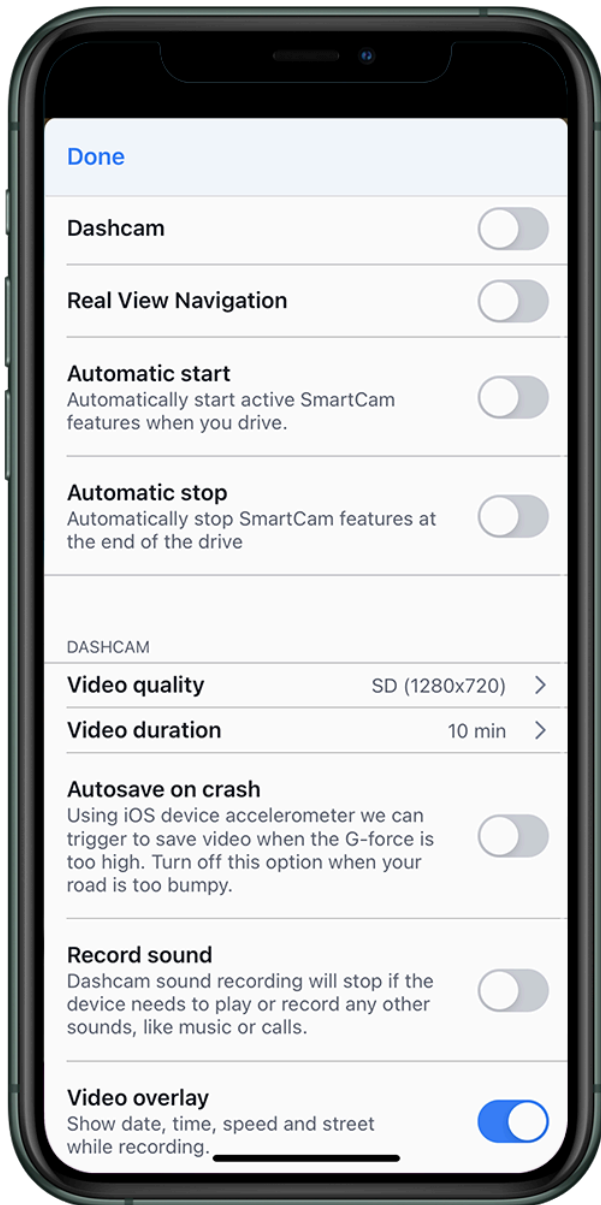 Done
Dashcam
Real View Navigation
Automatic start
Automatically start active SmartCam
features when you drive.
Automatic stop
Automatically stop SmartCam features at
the end of the drive
DASHCAM
Video quality SD (1280x720)
Video duration 10 min
Autosave on crash
Using iOS device accelerometer we can
trigger to save video when the G-force is
too high. Turn off this option when your
road is too bumpy.
Record sound
Dashcam sound recording will stop if the
device needs to play or record any other
sounds, like music or calls.
Video overlay
Show date, time, speed and street
while recording.